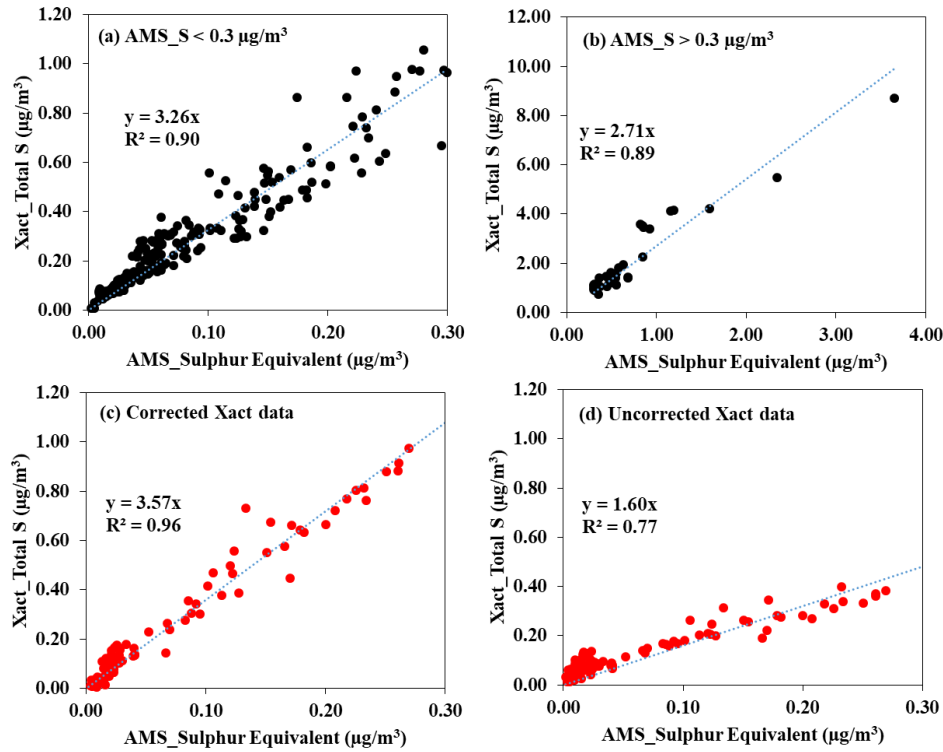 (a) AMS_S < 0.3 µg/m³
Xact_Total S (µg/m³)
1.20
1.00
0.80
0.60
0.40
0.20
0.00
y = 3.26x
R² = 0.90
0.00 0.10 0.20 0.30
AMS_Sulphur Equivalent (µg/m³)
(b) AMS_S > 0.3 µg/m³
Xact_Total S (µg/m³)
12.00
10.00
8.00
6.00
4.00
2.00
0.00
y = 2.71x
R² = 0.89
0.00 1.00 2.00 3.00 4.00
AMS_Sulphur Equivalent (µg/m³)
(c) Corrected Xact data
Xact_Total S (µg/m³)
1.20
1.00
0.80
0.60
0.40
0.20
0.00
y = 3.57x
R² = 0.96
0.00 0.10 0.20 0.30
AMS_Sulphur Equivalent (µg/m³)
(d) Uncorrected Xact data
Xact_Total S (µg/m³)
1.20
1.00
0.80
0.60
0.40
0.20
0.00
y = 1.60x
R² = 0.77
0.00 0.10 0.20 0.30
AMS_Sulphur Equivalent (µg/m³)